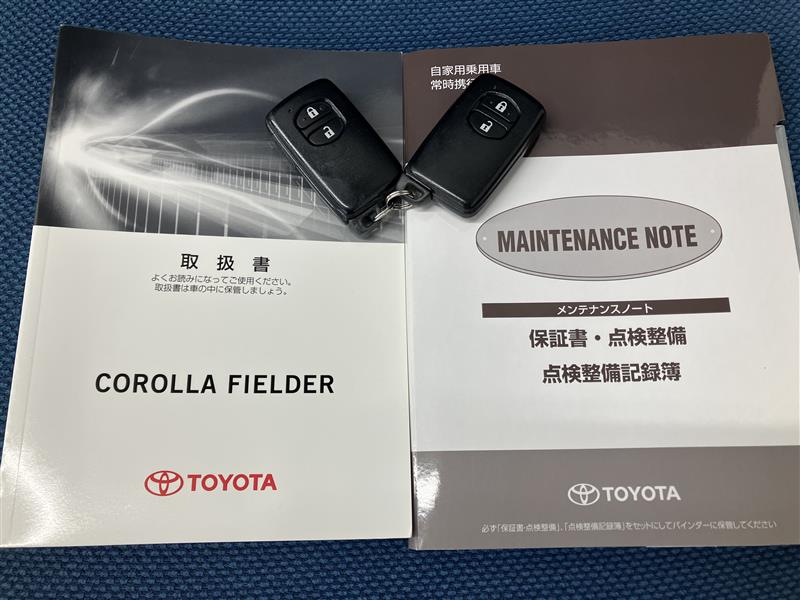 取扱書
よくお読みになってご使用ください。
取扱書は車の中に保管しましょう。
COROLLA FIELDER
TOYOTA
自家用乗用車
常時携行
MAINTENANCE NOTE
メンテナンスノート
保証書・点検整備
点検整備記録簿
TOYOTA
必ず「保証書・点検整備」、「点検整備記録簿」をセットにしてバインダーに保管してください